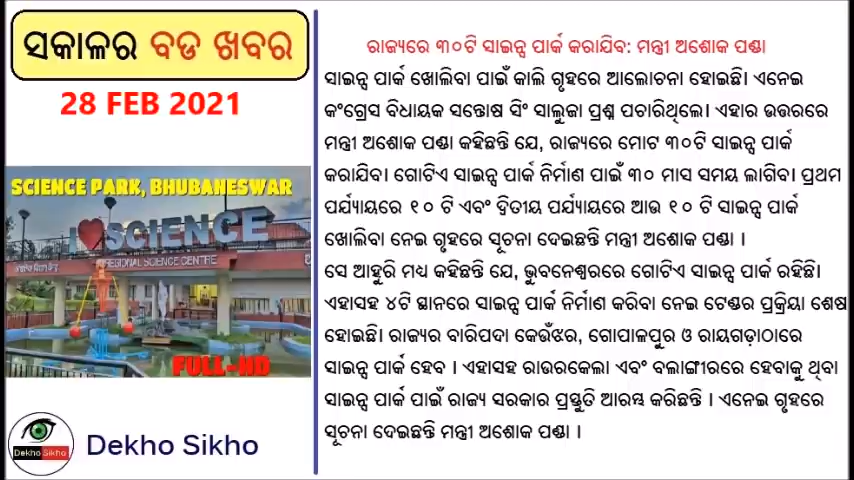 ସକାଳର ବଡ ଖବର
28 FEB 2021
SCIENCE PARK, BHUBANESWAR
I SCIENCE
REGIONAL SCIENCE CENTRE
FULL-HD
Dekho Sikho
Dekho Sikho
ରାଜ୍ୟରେ ୩୦ଟି ସାଇନ୍ସ ପାର୍କ କରାଯିବ: ମନ୍ତ୍ରୀ ଅଶୋକ ପଣ୍ଡା
ସାଇନ୍ସ ପାର୍କ ଖୋଲିବା ପାଇଁ କାଲି ଗୃହରେ ଆଲୋଚନା ହୋଇଛି। ଏନେଇ
କଂଗ୍ରେସ ବିଧାୟକ ସନ୍ତୋଷ ସିଂ ସାଲୁଜା ପ୍ରଶ୍ନ ପଚାରିଥିଲେ। ଏହାର ଉତ୍ତରରେ
ମନ୍ତ୍ରୀ ଅଶୋକ ପଣ୍ଡା କହିଛନ୍ତି ଯେ, ରାଜ୍ୟରେ ମୋଟ ୩୦ଟି ସାଇନ୍ସ ପାର୍କ
କରାଯିବ। ଗୋଟିଏ ସାଇନ୍ସ ପାର୍କ ନିର୍ମାଣ ପାଇଁ ୩୦ ମାସ ସମୟ ଲାଗିବ। ପ୍ରଥମ
ପର୍ଯ୍ୟାୟରେ ୧୦ ଟି ଏବଂ ଦ୍ୱିତୀୟ ପର୍ଯ୍ୟାୟରେ ଆଉ ୧୦ ଟି ସାଇନ୍ସ ପାର୍କ
ଖୋଲିବା ନେଇ ଗୃହରେ ସୂଚନା ଦେଇଛନ୍ତି ମନ୍ତ୍ରୀ ଅଶୋକ ପଣ୍ଡା ।
ସେ ଆହୁରି ମଧ୍ୟ କହିଛନ୍ତି ଯେ, ଭୁବନେଶ୍ୱରରେ ଗୋଟିଏ ସାଇନ୍ସ ପାର୍କ ରହିଛି।
ଏହାସହ ୪ଟି ସ୍ଥାନରେ ସାଇନ୍ସ ପାର୍କ ନିର୍ମାଣ କରିବା ନେଇ ଟେଣ୍ଡର ପ୍ରକ୍ରିୟା ଶେଷ
ହୋଇଛି। ରାଜ୍ୟର ବାରିପଦା କେଉଁଝର, ଗୋପାଳପୁର ଓ ରାୟଗଡ଼ାଠାରେ
ସାଇନ୍ସ ପାର୍କ ହେବ । ଏହାସହ ରାଉରକେଲା ଏବଂ ବଲାଙ୍ଗୀରରେ ହେବାକୁ ଥିବା
ସାଇନ୍ସ ପାର୍କ ପାଇଁ ରାଜ୍ୟ ସରକାର ପ୍ରସ୍ତୁତି ଆରମ୍ଭ କରିଛନ୍ତି । ଏନେଇ ଗୃହରେ
ସୂଚନା ଦେଇଛନ୍ତି ମନ୍ତ୍ରୀ ଅଶୋକ ପଣ୍ଡା ।